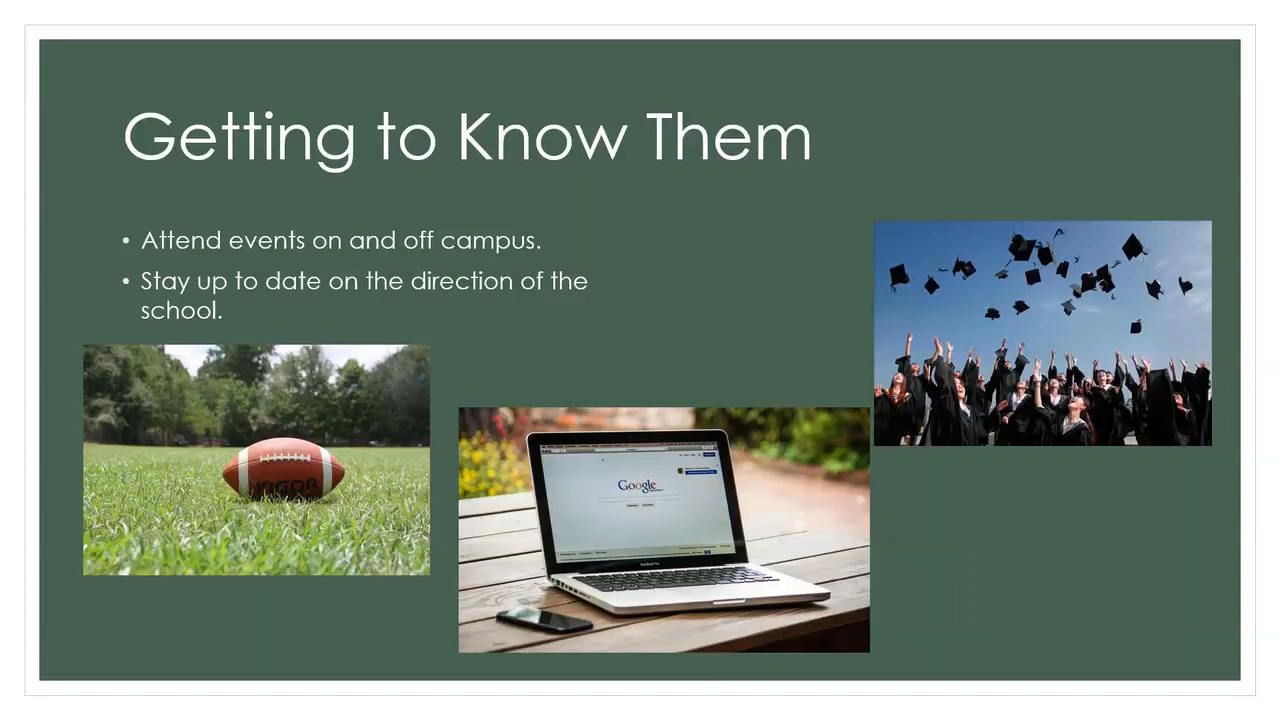 Getting to Know Them
• Attend events on and off campus.
• Stay up to date on the direction of the
school.
VIGOR
Google